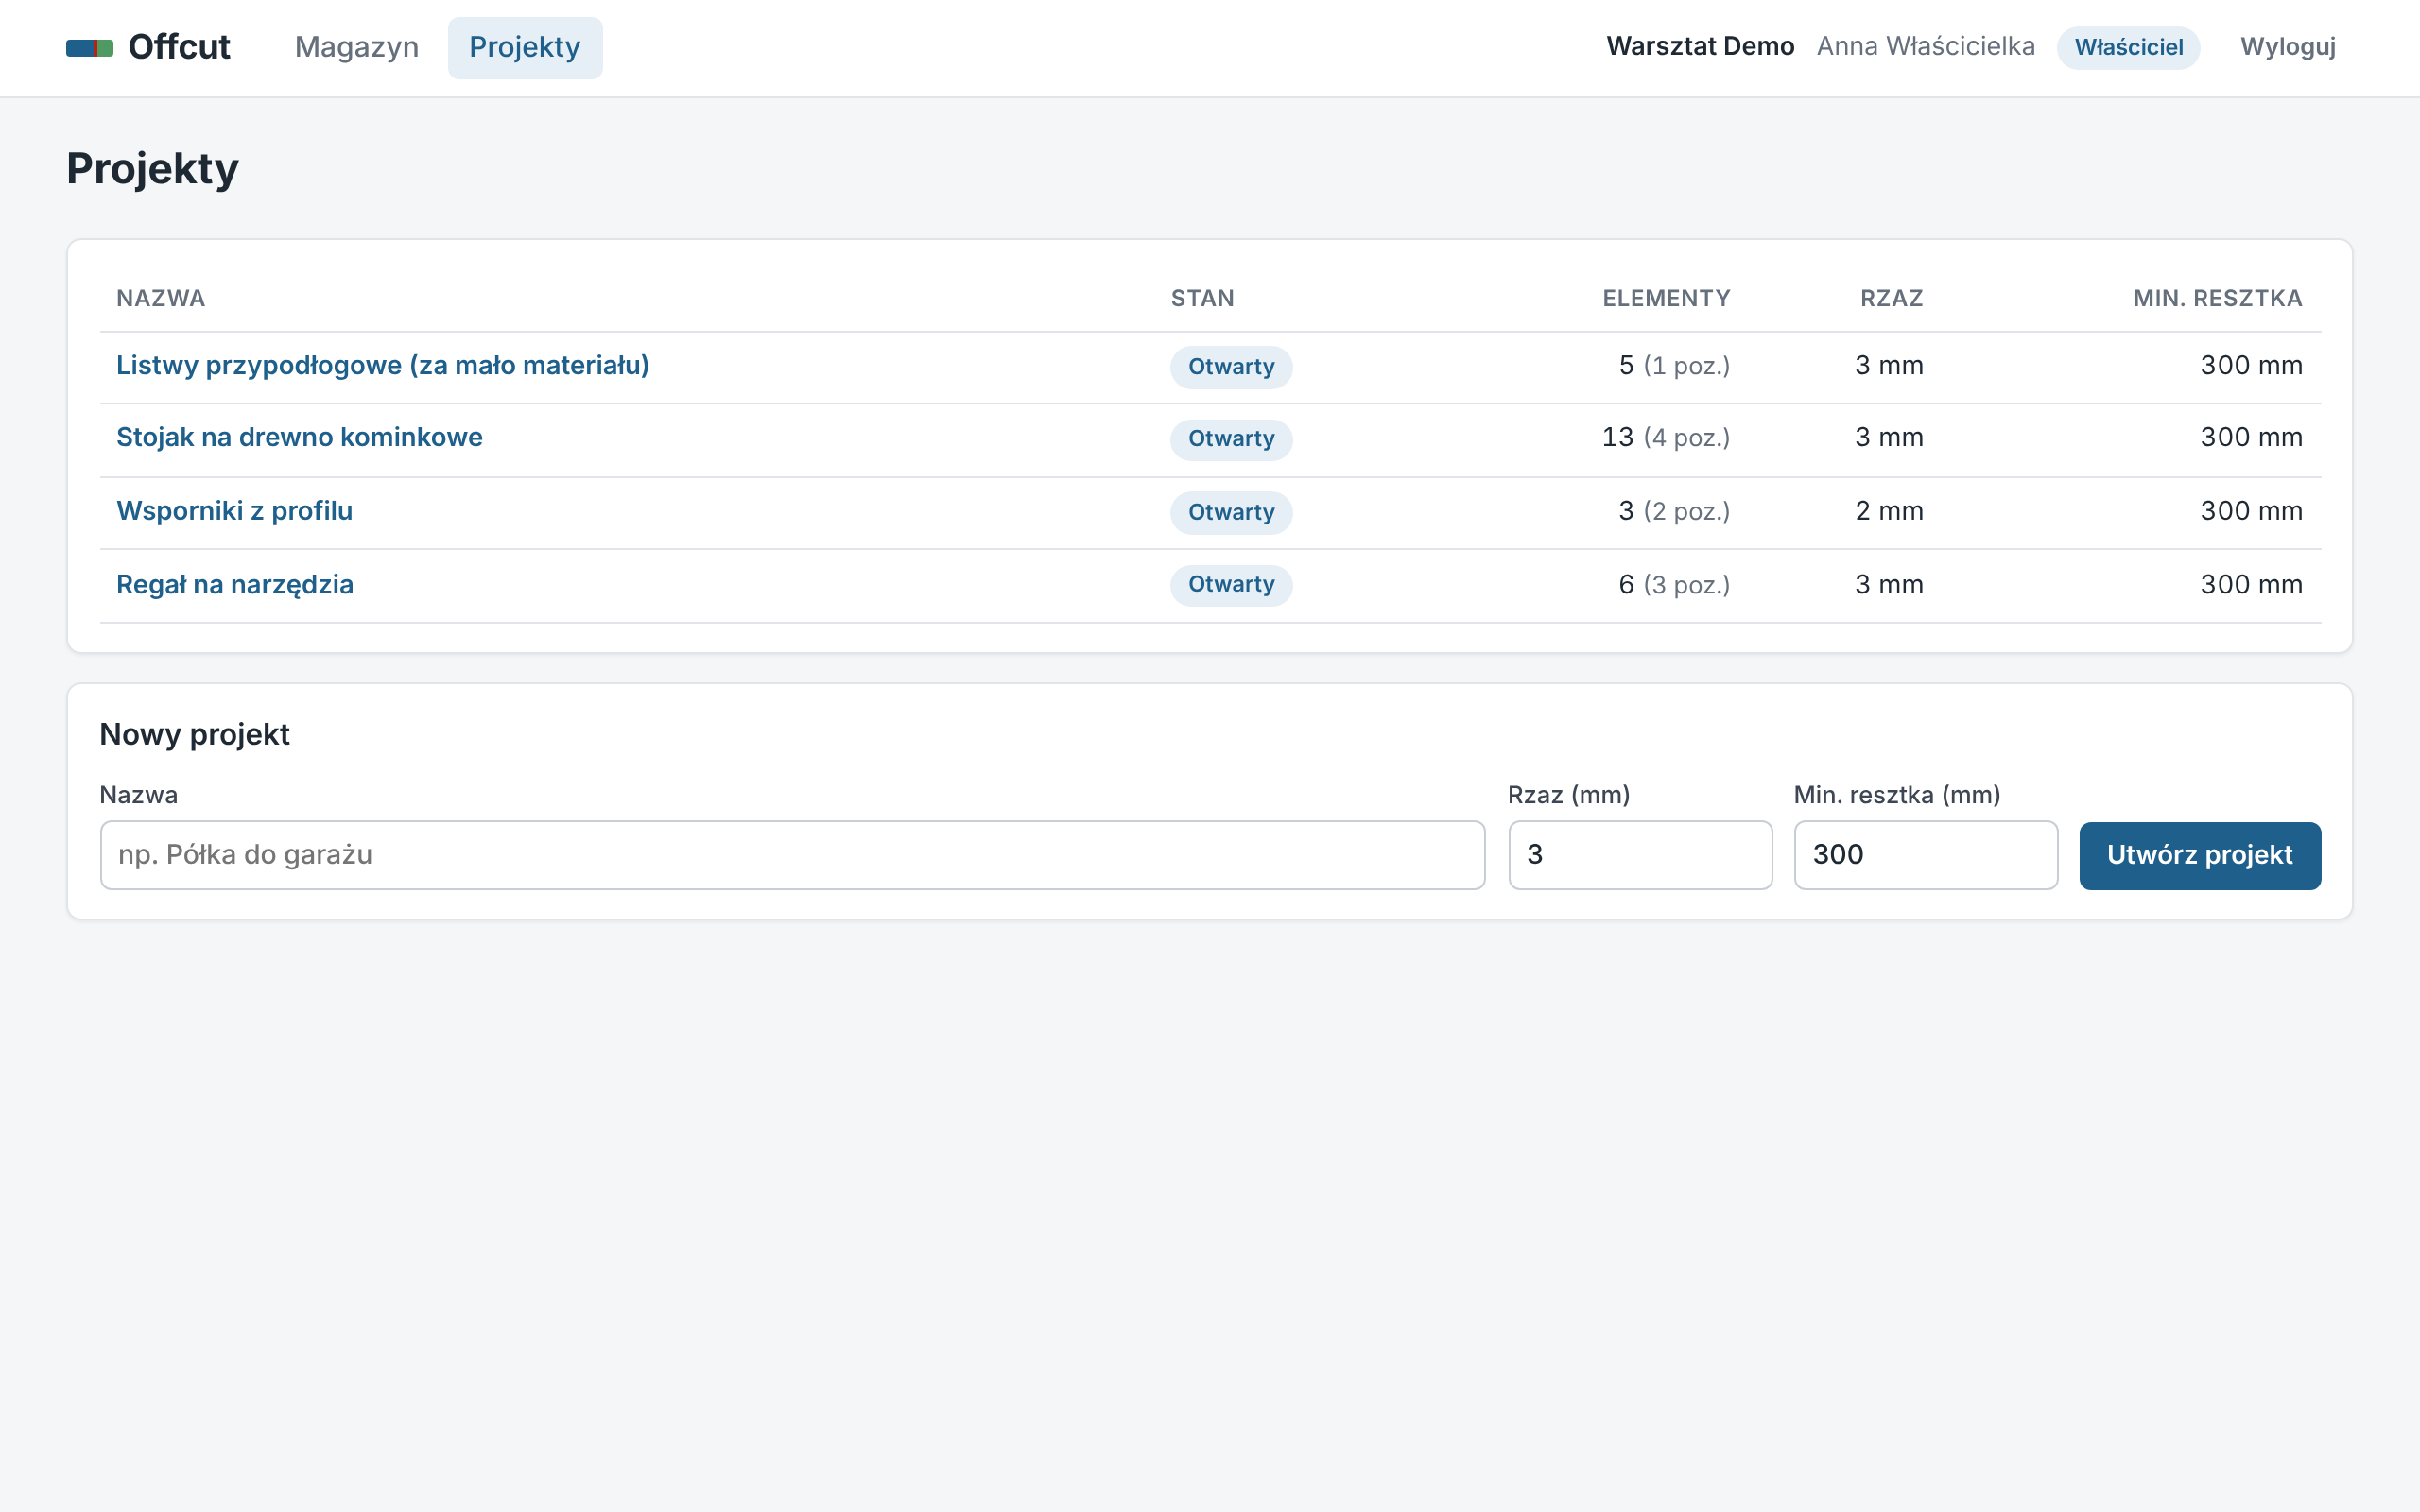 Offcut Magazyn Projekty Warsztat Demo Anna Właścicielka Właściciel Wyloguj
Projekty
NAZWA STAN ELEMENTY RZAZ MIN. RESZTKA
Listwy przypodłogowe (za mało materiału) Otwarty 5 (1 poz.) 3 mm 300 mm
Stojak na drewno kominkowe Otwarty 13 (4 poz.) 3 mm 300 mm
Wsporniki z profilu Otwarty 3 (2 poz.) 2 mm 300 mm
Regał na narzędzia Otwarty 6 (3 poz.) 3 mm 300 mm
Nowy projekt
Nazwa Rzaz (mm) Min. resztka (mm)
np. Półka do garażu 3 300 Utwórz projekt